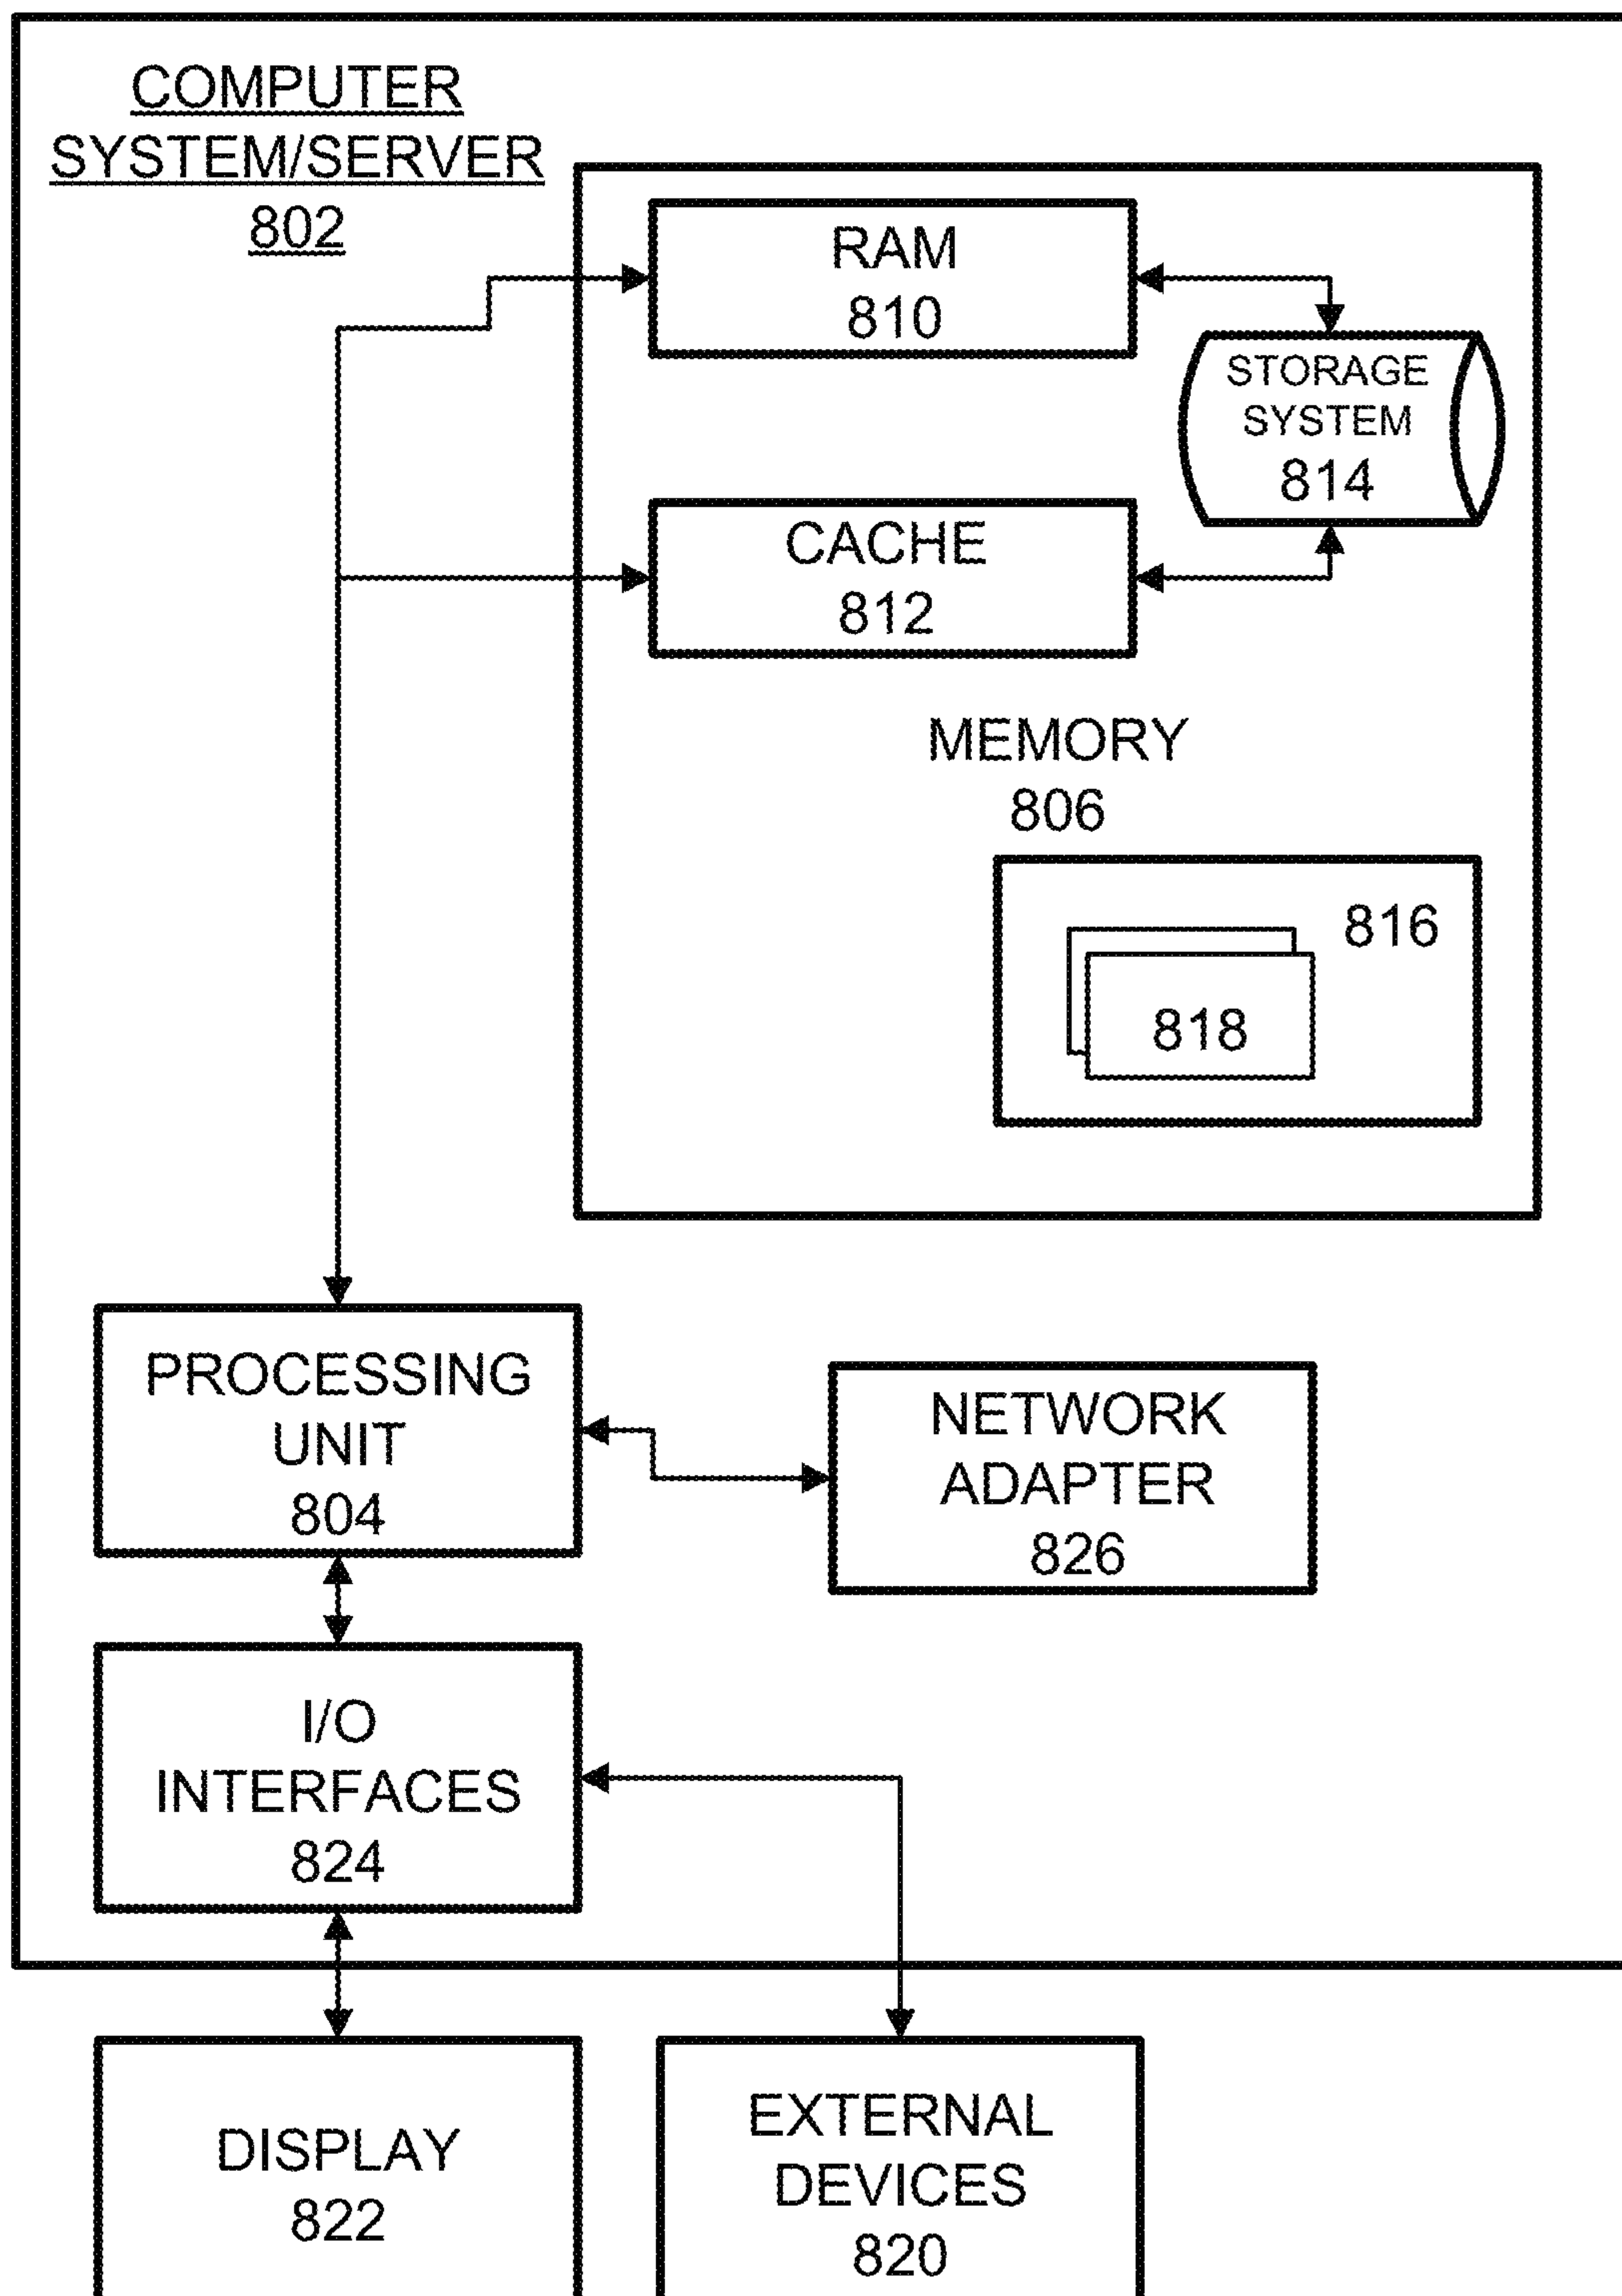 COMPUTER
SYSTEM/SERVER
802
RAM
810
STORAGE
SYSTEM
814
CACHE
812
MEMORY
806
816
818
PROCESSING
UNIT
804
NETWORK
ADAPTER
826
I/O
INTERFACES
824
DISPLAY
822
EXTERNAL
DEVICES
820